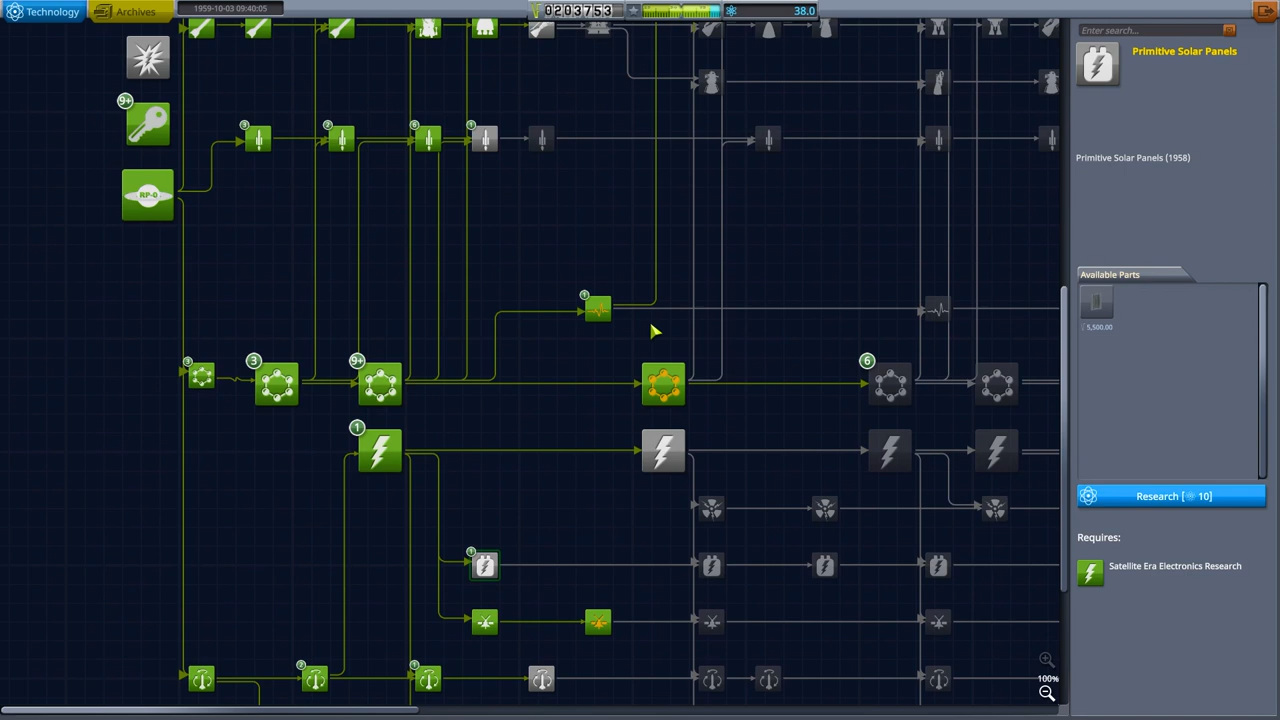 Technology
Archives
1959-10-03 09:40:05
0203753
38.0
Enter search...
Primitive Solar Panels
9+
RP-0
3
2
6
1
Primitive Solar Panels (1958)
Available Parts
5,500.00
1
3
3
9+
6
1
Research [ 10]
Requires:
Satellite Era Electronics Research
1
2
1
100%